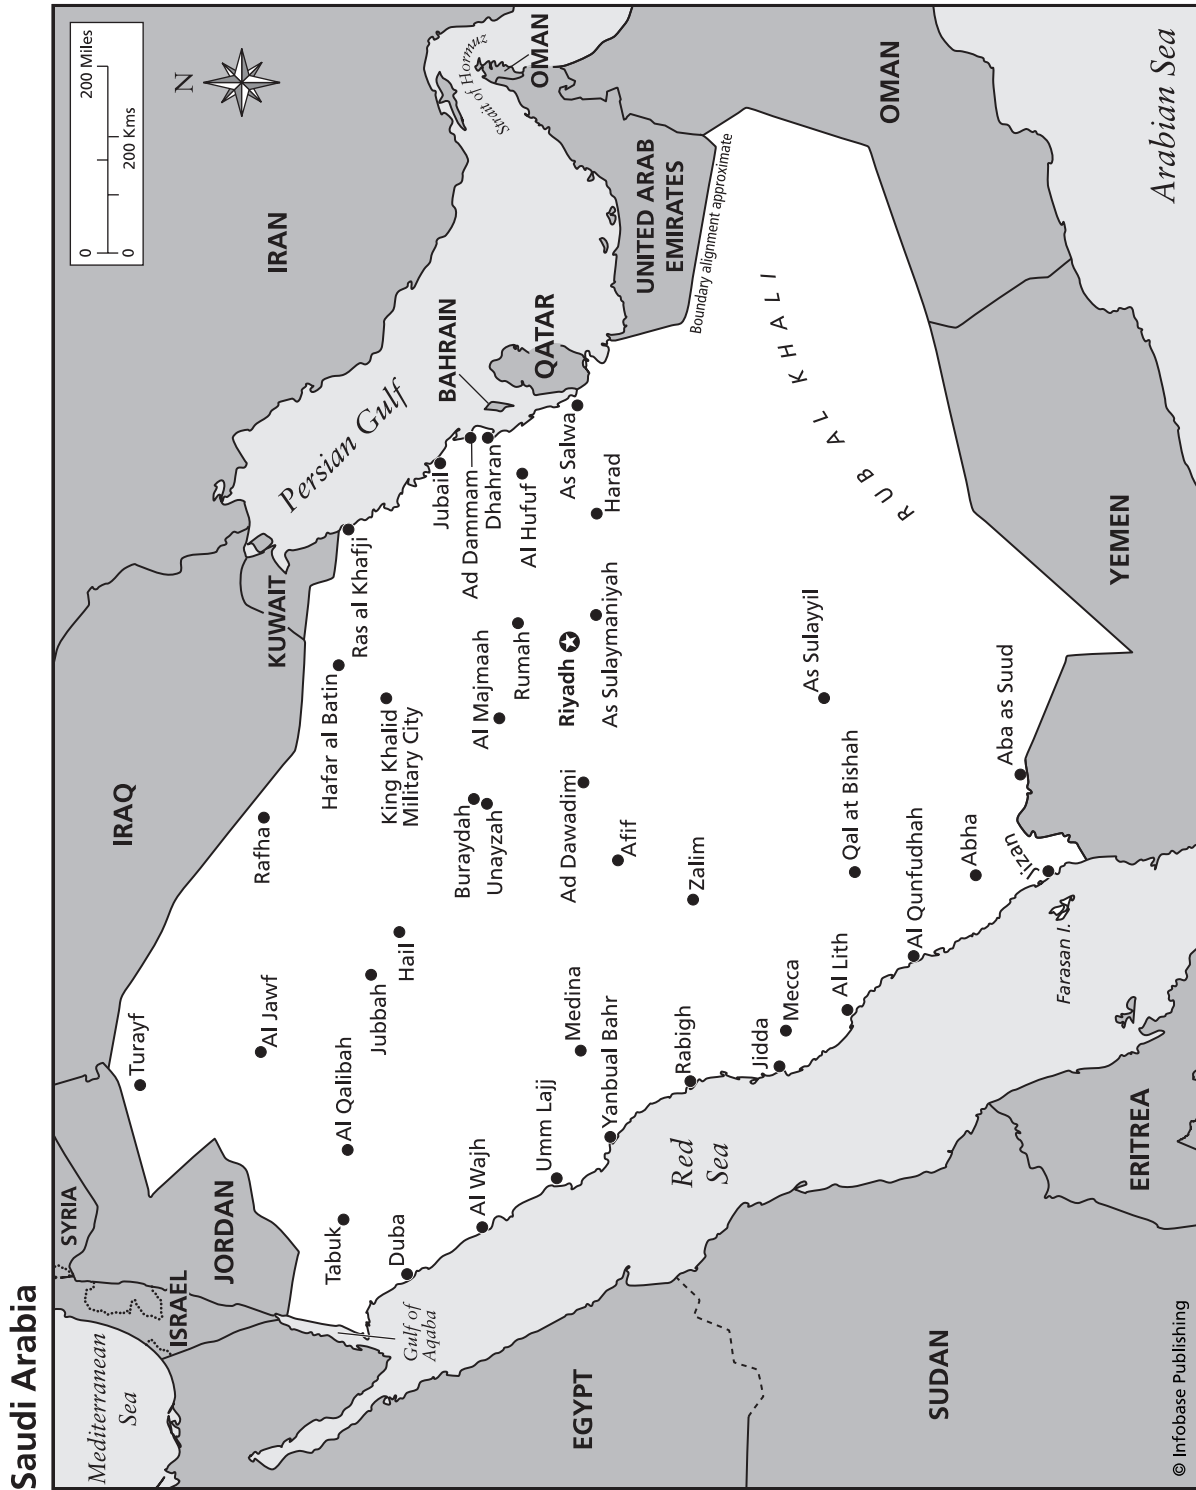 Saudi Arabia
N
0
200 Miles
0
200 Kms
Mediterranean
Sea
SYRIA
ISRAEL
JORDAN
IRAQ
IRAN
KUWAIT
Persian Gulf
BAHRAIN
QATAR
Strait of Hormuz
OMAN
UNITED ARAB
EMIRATES
OMAN
Boundary alignment approximate
Gulf of
Aqaba
Turayf
Al Jawf
Rafha
Tabuk
Al Qalibah
Jubbah
Hail
Hafar al Batin
Ras al Khafji
King Khalid
Military City
Duba
Al Wajh
Buraydah
Unayzah
Al Majmaah
Rumah
Jubail
Ad Dammam
Dhahran
Al Hufuf
As Salwa
Harad
Umm Lajj
Medina
Yanbual Bahr
Ad Dawadimi
Afif
Riyadh
As Sulaymaniyah
Rabigh
Zalim
Jidda
Mecca
Al Lith
Qal at Bishah
As Sulayyil
RUB AL KHALI
Al Qunfudhah
Abha
Jizan
Aba as Suud
Farasan I.
Red
Sea
EGYPT
SUDAN
ERITREA
YEMEN
Arabian Sea
© Infobase Publishing